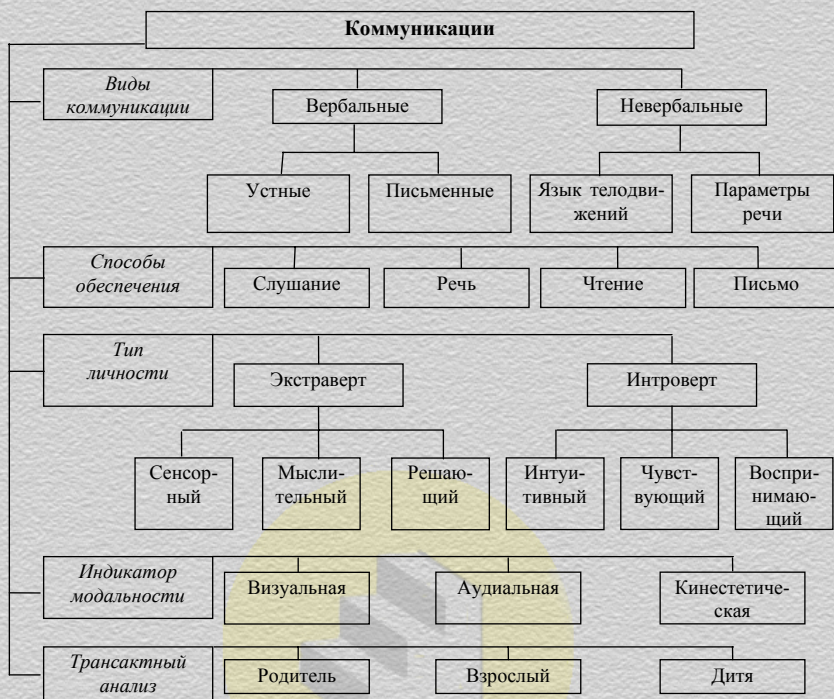 Коммуникации
Виды
коммуникации
Вербальные
Невербальные
Устные
Письменные
Язык телодви-
жений
Параметры
речи
Способы
обеспечения
Слушание
Речь
Чтение
Письмо
Тип
личности
Экстраверт
Интроверт
Сенсор-
ный
Мысли-
тельный
Решаю-
щий
Интуи-
тивный
Чувст-
вующий
Воспри-
нимаю-
щий
Индикатор
модальности
Визуальная
Аудиальная
Кинестетиче-
ская
Трансактный
анализ
Родитель
Взрослый
Дитя